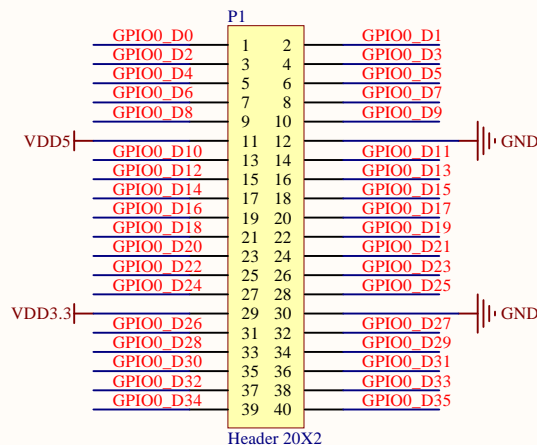 P1
GPIO0_D0 1 2 GPIO0_D1
GPIO0_D2 3 4 GPIO0_D3
GPIO0_D4 5 6 GPIO0_D5
GPIO0_D6 7 8 GPIO0_D7
GPIO0_D8 9 10 GPIO0_D9
VDD5 11 12 GND
GPIO0_D10 13 14 GPIO0_D11
GPIO0_D12 15 16 GPIO0_D13
GPIO0_D14 17 18 GPIO0_D15
GPIO0_D16 19 20 GPIO0_D17
GPIO0_D18 21 22 GPIO0_D19
GPIO0_D20 23 24 GPIO0_D21
GPIO0_D22 25 26 GPIO0_D23
GPIO0_D24 27 28 GPIO0_D25
VDD3.3 29 30 GND
GPIO0_D26 31 32 GPIO0_D27
GPIO0_D28 33 34 GPIO0_D29
GPIO0_D30 35 36 GPIO0_D31
GPIO0_D32 37 38 GPIO0_D33
GPIO0_D34 39 40 GPIO0_D35
Header 20X2